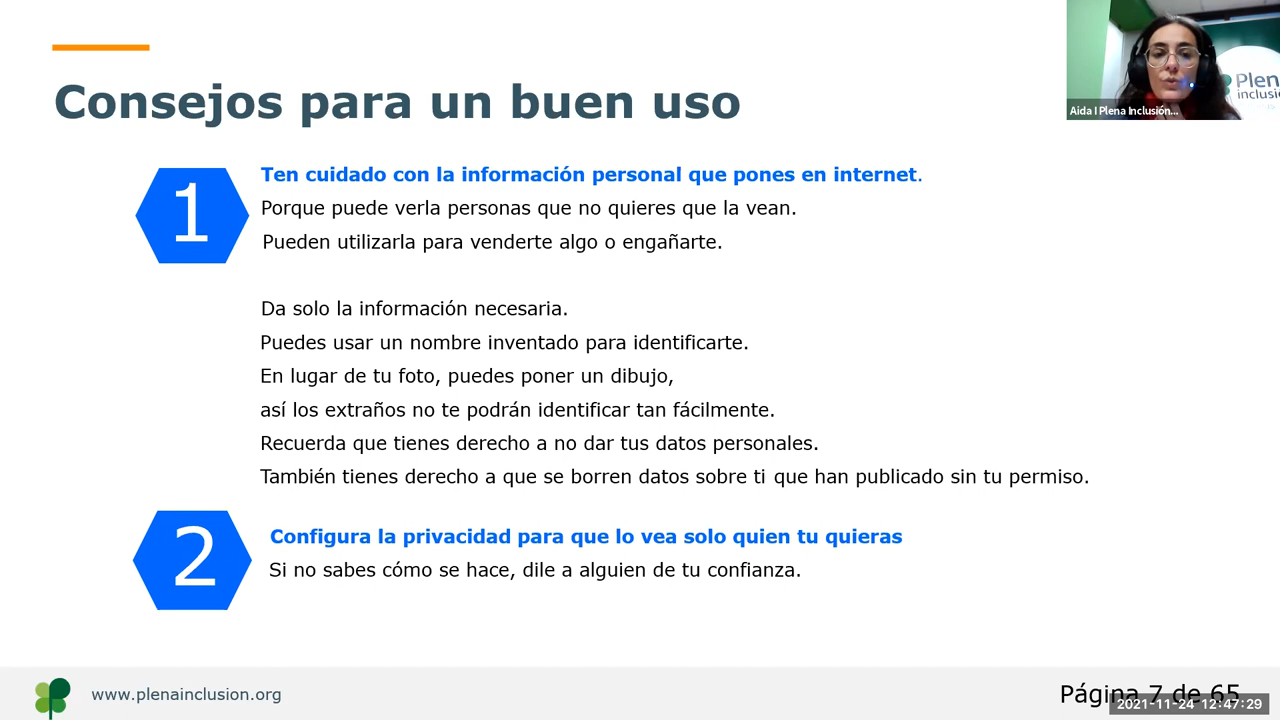 Consejos para un buen uso
Plena
inclusión
Aida I Plena Inclusión...
1
Ten cuidado con la información personal que pones en internet.
Porque puede verla personas que no quieres que la vean.
Pueden utilizarla para venderte algo o engañarte.
Da solo la información necesaria.
Puedes usar un nombre inventado para identificarte.
En lugar de tu foto, puedes poner un dibujo,
así los extraños no te podrán identificar tan fácilmente.
Recuerda que tienes derecho a no dar tus datos personales.
También tienes derecho a que se borren datos sobre ti que han publicado sin tu permiso.
2
Configura la privacidad para que lo vea solo quien tu quieras
Si no sabes cómo se hace, dile a alguien de tu confianza.
www.plenainclusion.org
Página 7 de 65
2021-11-24 12:47:29